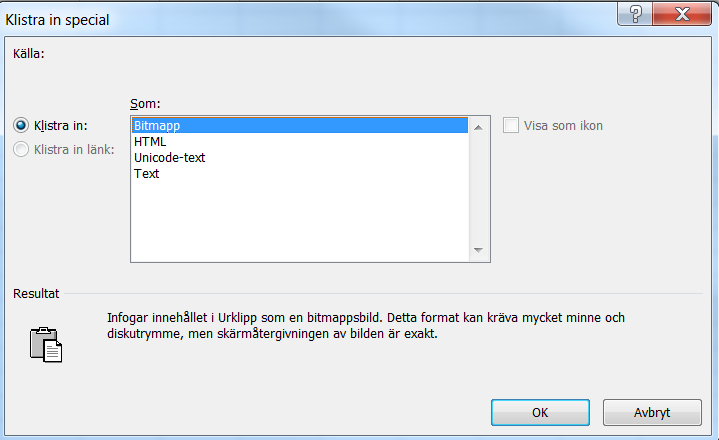 Klistra in special
Källa:
Som:
Klistra in:
Klistra in länk:
Bitmapp
HTML
Unicode-text
Text
Visa som ikon
Resultat
Infogar innehållet i Urklipp som en bitmappsbild. Detta format kan kräva mycket minne och
diskutrymme, men skärmåtergivningen av bilden är exakt.
OK
Avbryt